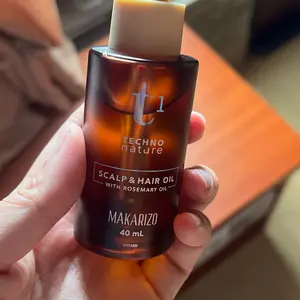 t1
TECHNO
nature
SCALP & HAIR OIL
WITH ROSEMARY OIL
MAKARIZO
40 mL